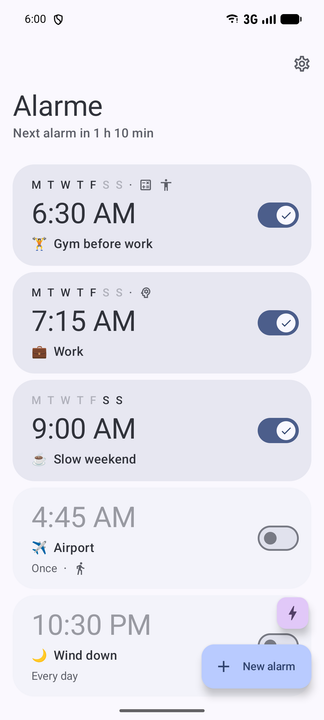 6:00
3G
Alarme
Next alarm in 1 h 10 min
M T W T F S S ·
6:30 AM
Gym before work
M T W T F S S ·
7:15 AM
Work
M T W T F S S
9:00 AM
Slow weekend
4:45 AM
Airport
Once ·
10:30 PM
Wind down
Every day
+ New alarm